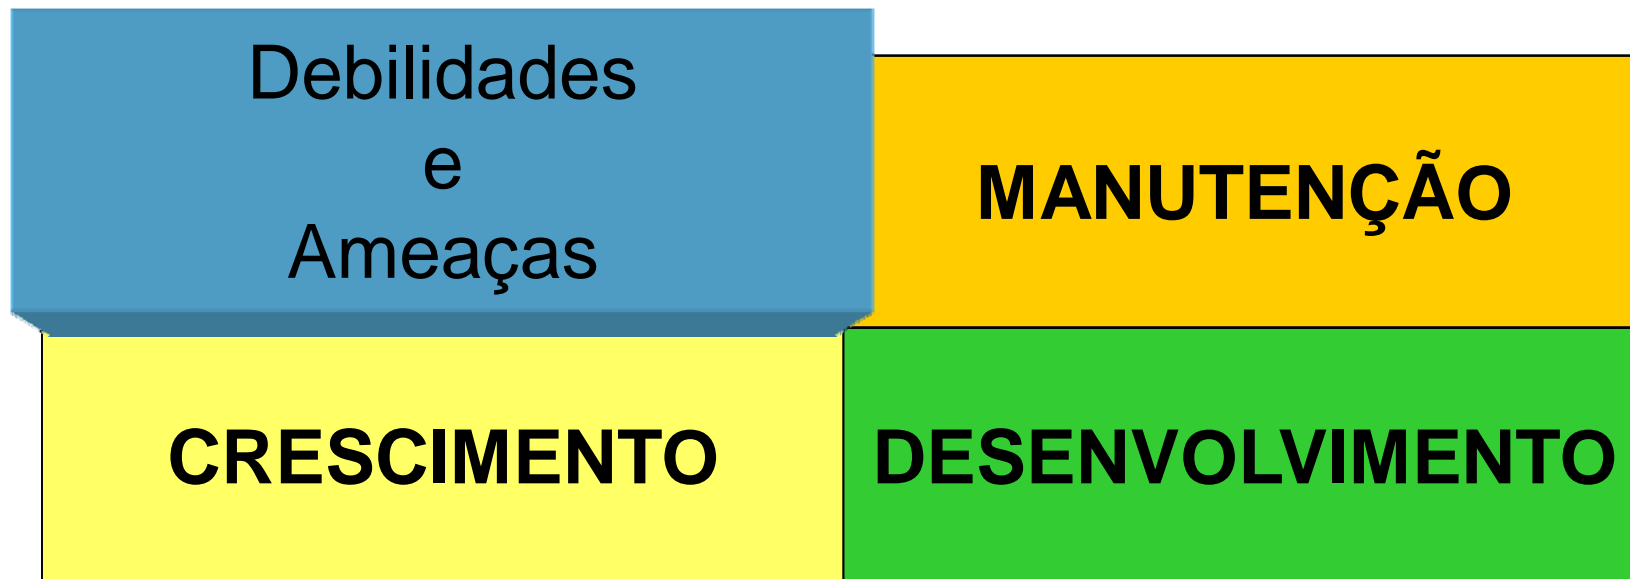 Debilidades
e
Ameaças
MANUTENÇÃO
CRESCIMENTO
DESENVOLVIMENTO